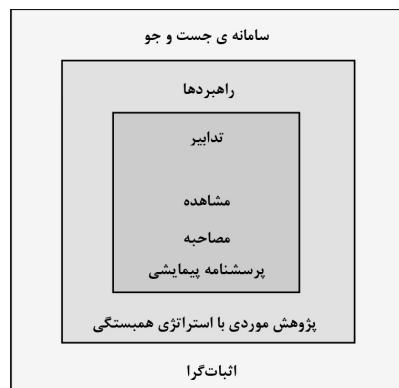 سامانه ی جست و جو
راهبردها
تدابیر
مشاهده
مصاحبه
پرسشنامه پیمایشی
پژوهش موردی با استراتژی همبستگی
اثبات‌گرا